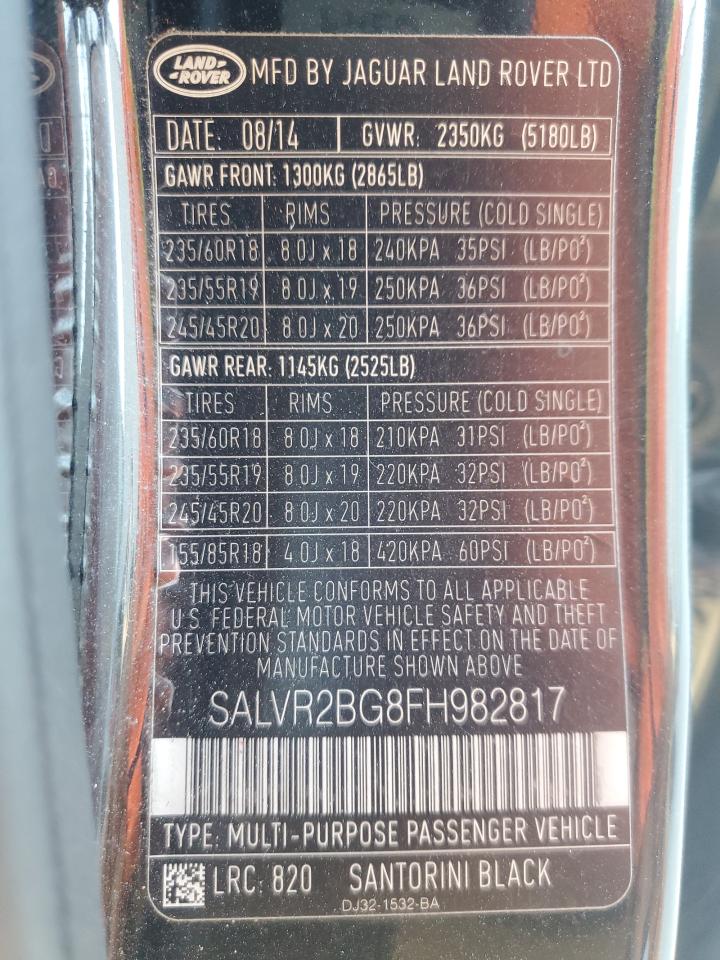 LAND ROVER MFD BY JAGUAR LAND ROVER LTD
DATE: 08/14 GVWR: 2350KG (5180LB)
GAWR FRONT: 1300KG (2865LB)
TIRES RIMS PRESSURE (COLD SINGLE)
235/60R18 8.0J x 18 240KPA 35PSI (LB/PO²)
235/55R19 8.0J x 19 250KPA 36PSI (LB/PO²)
245/45R20 8.0J x 20 250KPA 36PSI (LB/PO²)
GAWR REAR: 1145KG (2525LB)
TIRES RIMS PRESSURE (COLD SINGLE)
235/60R18 8.0J x 18 210KPA 31PSI (LB/PO²)
235/55R19 8.0J x 19 220KPA 32PSI (LB/PO²)
245/45R20 8.0J x 20 220KPA 32PSI (LB/PO²)
155/85R18 4.0J x 18 420KPA 60PSI (LB/PO²)
THIS VEHICLE CONFORMS TO ALL APPLICABLE
U.S. FEDERAL MOTOR VEHICLE SAFETY AND THEFT
PREVENTION STANDARDS IN EFFECT ON THE DATE OF
MANUFACTURE SHOWN ABOVE
SALVR2BG8FH982817
TYPE: MULTI-PURPOSE PASSENGER VEHICLE
LRC: 820 SANTORINI BLACK
DJ32-1532-BA